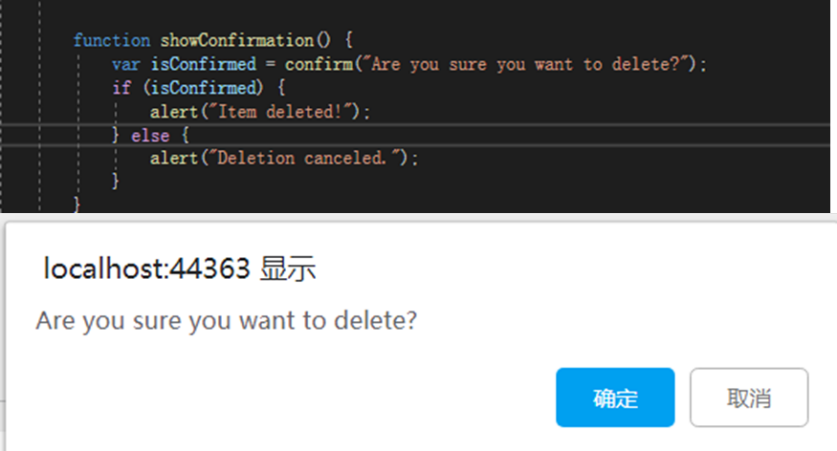 function showConfirmation() {
var isConfirmed = confirm("Are you sure you want to delete?");
if (isConfirmed) {
alert("Item deleted!");
} else {
alert("Deletion canceled.");
}
}
localhost:44363 显示
Are you sure you want to delete?
确定 取消